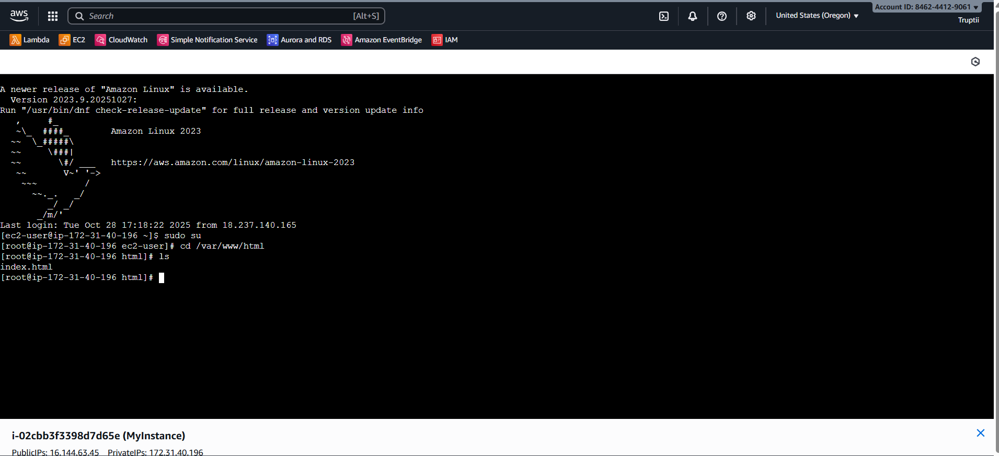 aws
Search [Alt+S]
United States (Oregon)
Account ID: 8462-4412-9061
Truptii
Lambda EC2 CloudWatch Simple Notification Service Aurora and RDS Amazon EventBridge IAM
A newer release of "Amazon Linux" is available.
  Version 2023.9.20251027:
Run "/usr/bin/dnf check-release-update" for full release and version update info
   ,     #_
   ~\_  ####_        Amazon Linux 2023
  ~~  \_#####\
  ~~     \###|
  ~~       \#/ ___   https://aws.amazon.com/linux/amazon-linux-2023
   ~~       V~' '->
    ~~~         /
      ~~._.   _/
         _/ _/
       _/m/'
Last login: Tue Oct 28 17:18:22 2025 from 18.237.140.165
[ec2-user@ip-172-31-40-196 ~]$ sudo su
[root@ip-172-31-40-196 ec2-user]# cd /var/www/html
[root@ip-172-31-40-196 html]# ls
index.html
[root@ip-172-31-40-196 html]#
i-02cbb3f3398d7d65e (MyInstance)
PublicIPs: 16.144.63.45 PrivateIPs: 172.31.40.196